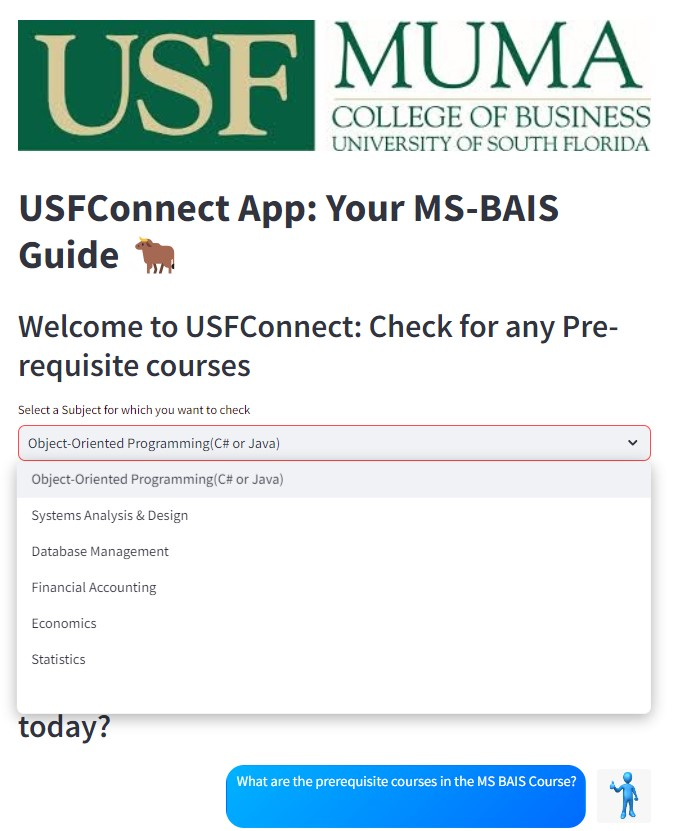 USF MUMA
COLLEGE OF BUSINESS
UNIVERSITY OF SOUTH FLORIDA
USFConnect App: Your MS-BAIS
Guide
Welcome to USFConnect: Check for any Pre-
requisite courses
Select a Subject for which you want to check
Object-Oriented Programming(C# or Java)
Object-Oriented Programming(C# or Java)
Systems Analysis & Design
Database Management
Financial Accounting
Economics
Statistics
today?
What are the prerequisite courses in the MS BAIS Course?